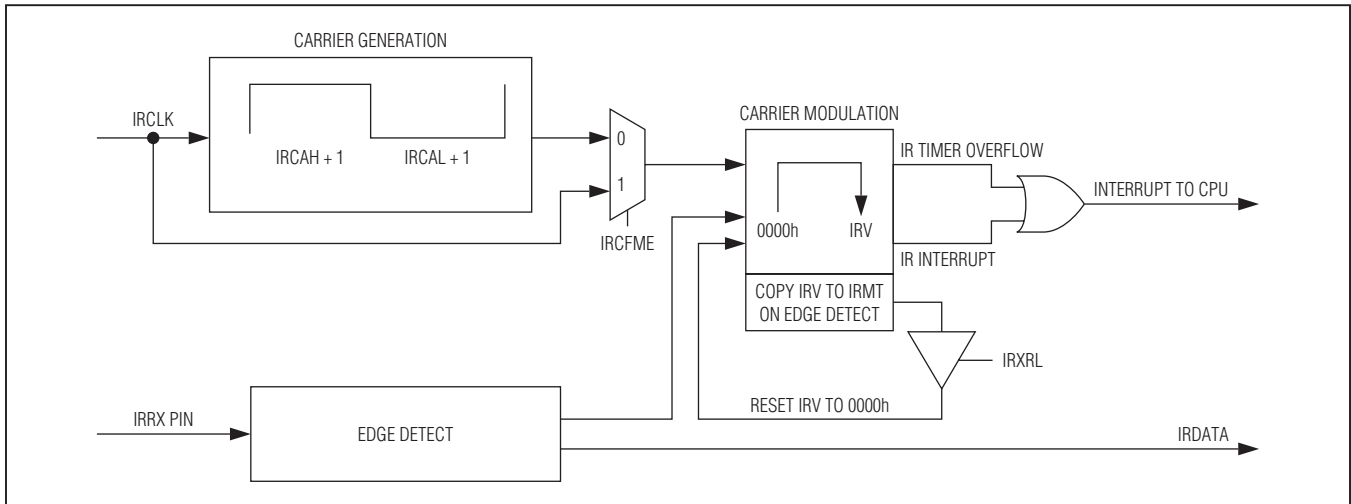 CARRIER GENERATION
IRCLK
IRCAH + 1
IRCAL + 1
0
1
IRCFME
CARRIER MODULATION
0000h
IRV
IR TIMER OVERFLOW
IR INTERRUPT
INTERRUPT TO CPU
COPY IRV TO IRMT
ON EDGE DETECT
IRXRL
RESET IRV TO 0000h
IRRX PIN
EDGE DETECT
IRDATA